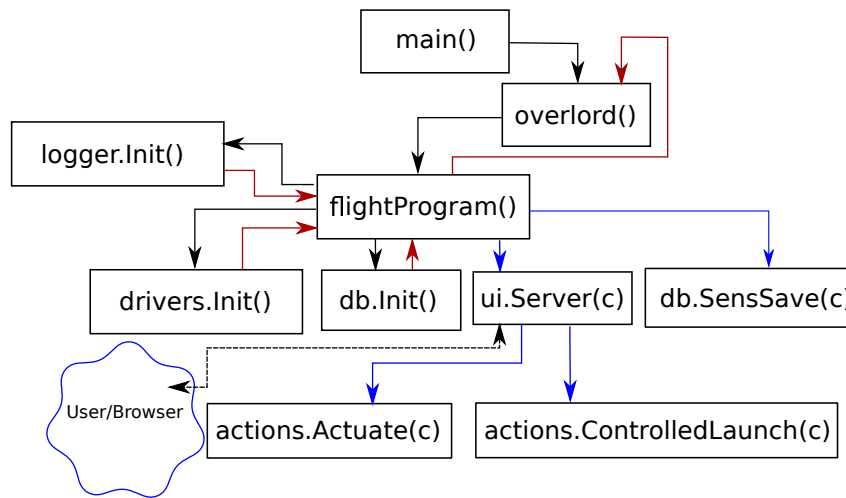 main()
overlord()
logger.Init()
flightProgram()
drivers.Init()
db.Init()
ui.Server(c)
db.SensSave(c)
User/Browser
actions.Actuate(c)
actions.ControlledLaunch(c)